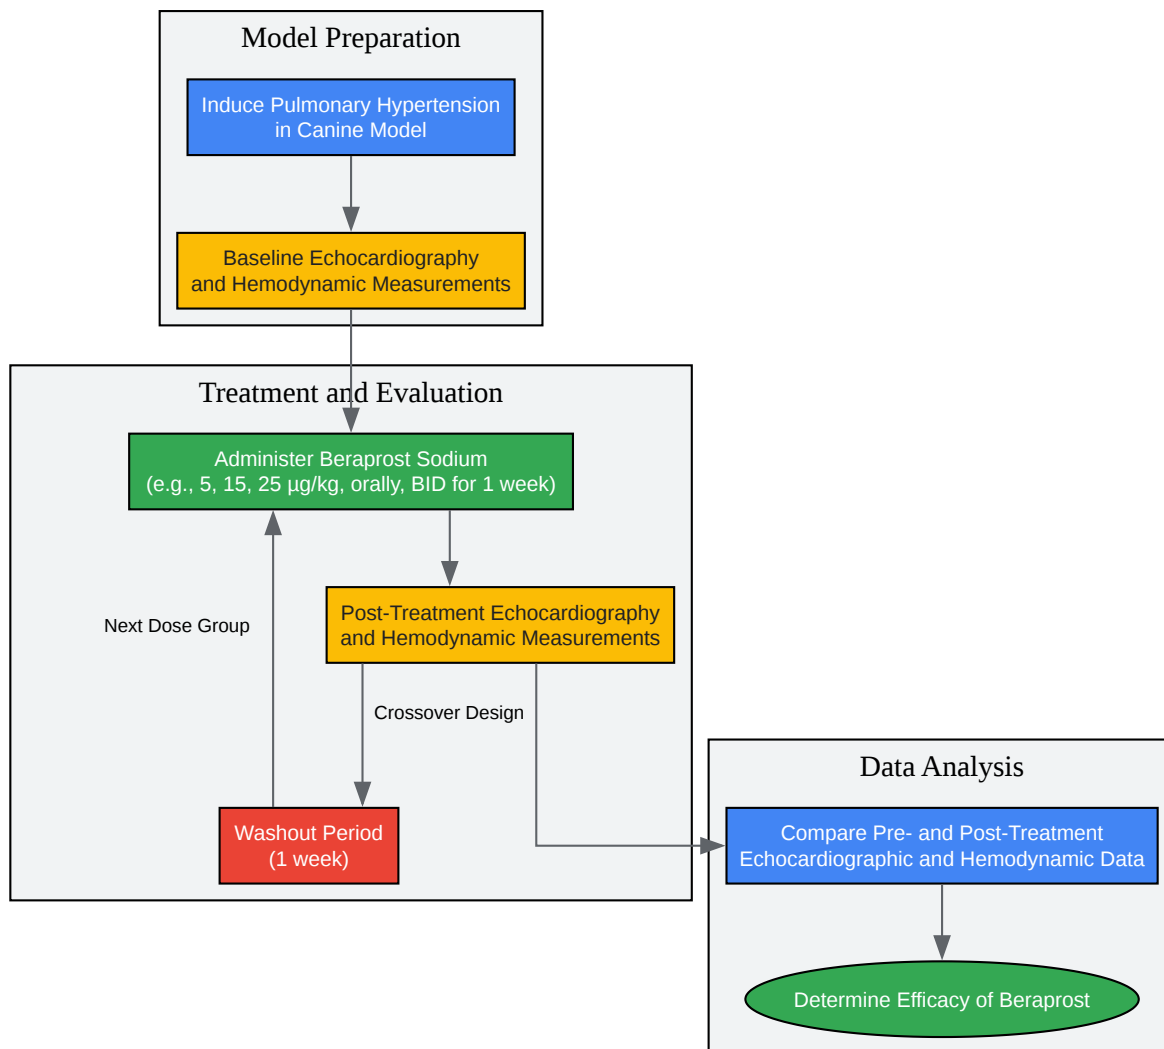 Model Preparation
Induce Pulmonary Hypertension
in Canine Model
Baseline Echocardiography
and Hemodynamic Measurements
Treatment and Evaluation
Administer Beraprost Sodium
(e.g., 5, 15, 25 µg/kg, orally, BID for 1 week)
Next Dose Group
Post-Treatment Echocardiography
and Hemodynamic Measurements
Crossover Design
Washout Period
(1 week)
Data Analysis
Compare Pre- and Post-Treatment
Echocardiographic and Hemodynamic Data
Determine Efficacy of Beraprost